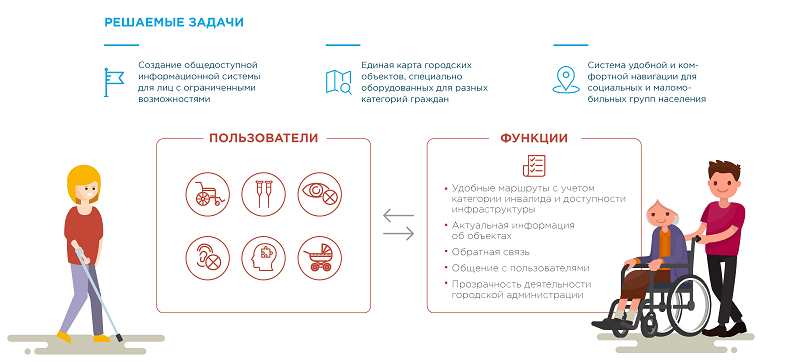 РЕШАЕМЫЕ ЗАДАЧИ
Создание общедоступной
информационной системы
для лиц с ограниченными
возможностями
Единая карта городских
объектов, специально
оборудованных для разных
категорий граждан
Система удобной и ком-
фортной навигации для
социальных и маломо-
бильных групп населения
ПОЛЬЗОВАТЕЛИ
ФУНКЦИИ
• Удобные маршруты с учетом
категории инвалида и доступности
инфраструктуры
• Актуальная информация
об объектах
• Обратная связь
• Общение с пользователями
• Прозрачность деятельности
городской администрации